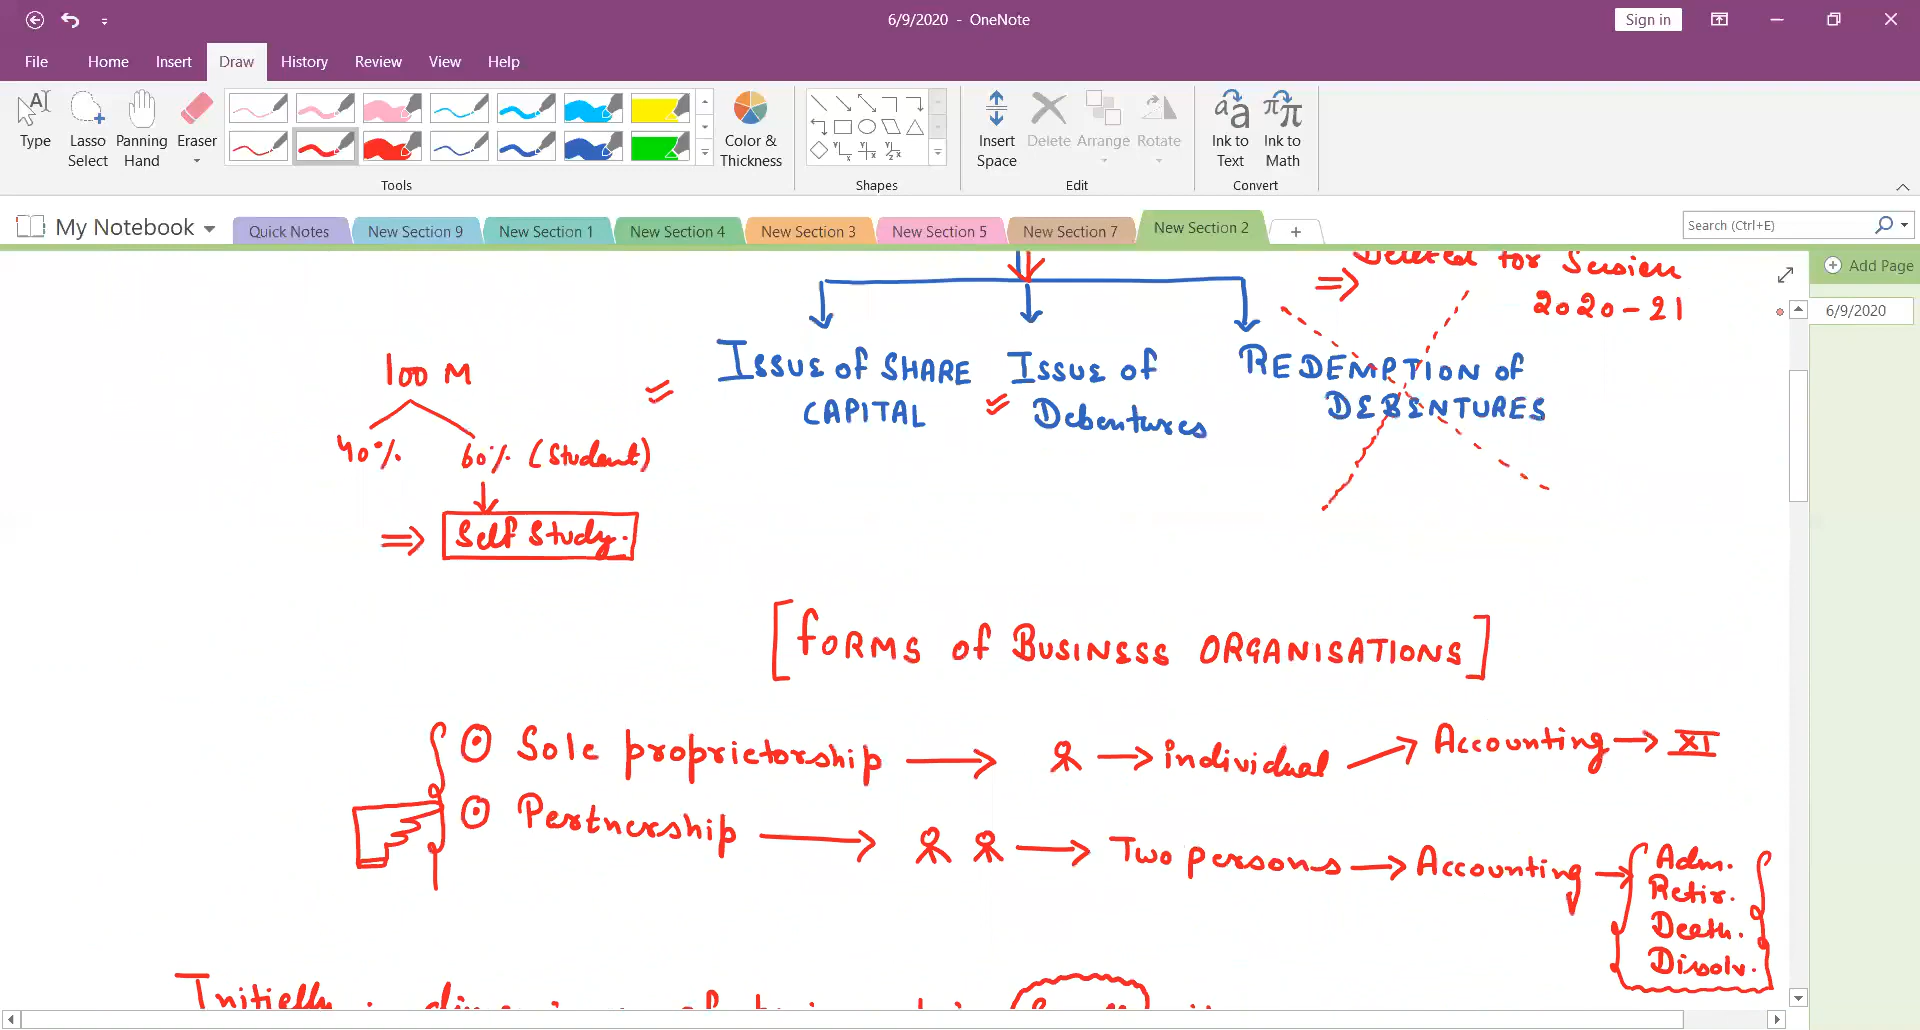 6/9/2020 - OneNote
Sign in
File Home Insert Draw History Review View Help
Type
Lasso Select
Panning Hand
Eraser
Color & Thickness
Insert Space
Delete
Arrange
Rotate
Ink to Text
Ink to Math
Tools
Shapes
Edit
Convert
My Notebook
Quick Notes New Section 9 New Section 1 New Section 4 New Section 3 New Section 5 New Section 7 New Section 2 +
Search (Ctrl+E)
Add Page
6/9/2020
⇒ Deleted for Session
2020-21
ISSUE of SHARE
CAPITAL
ISSUE of
Debentures
REDEMPTION of
DEBENTURES
100 M
40%
60% (Student)
⇒ Self Study.
[FORMS of BUSINESS ORGANISATIONS]
Sole proprietorship → → individual → Accounting → XI
Partnership → → Two persons → Accounting →
Adm.
Retir.
Death.
Dissolv.
Initially